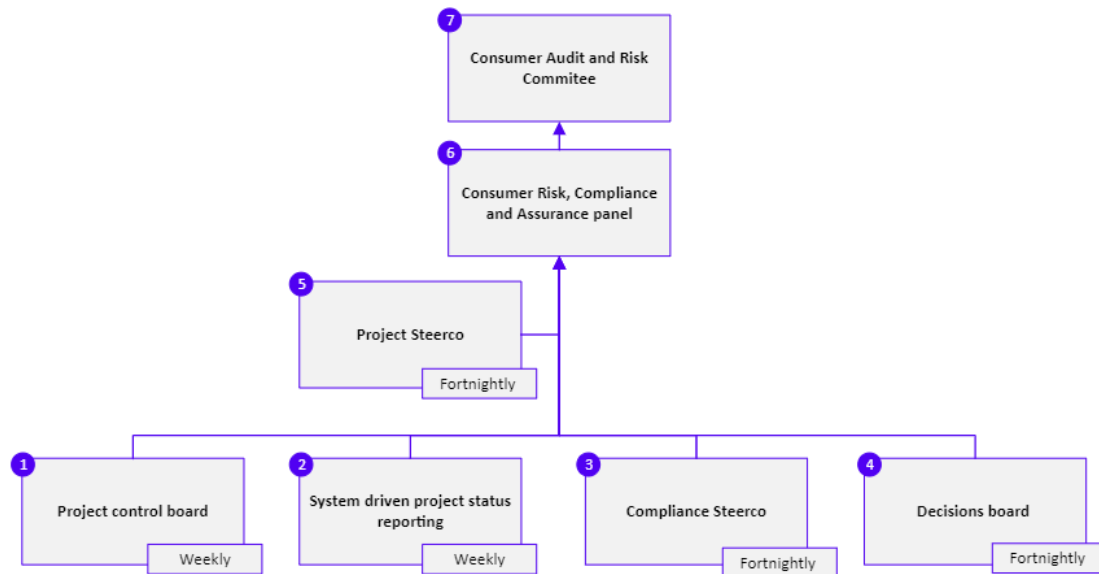 7
Consumer Audit and Risk
Commitee
6
Consumer Risk, Compliance
and Assurance panel
5
Project Steerco
Fortnightly
1
Project control board
Weekly
2
System driven project status
reporting
Weekly
3
Compliance Steerco
Fortnightly
4
Decisions board
Fortnightly